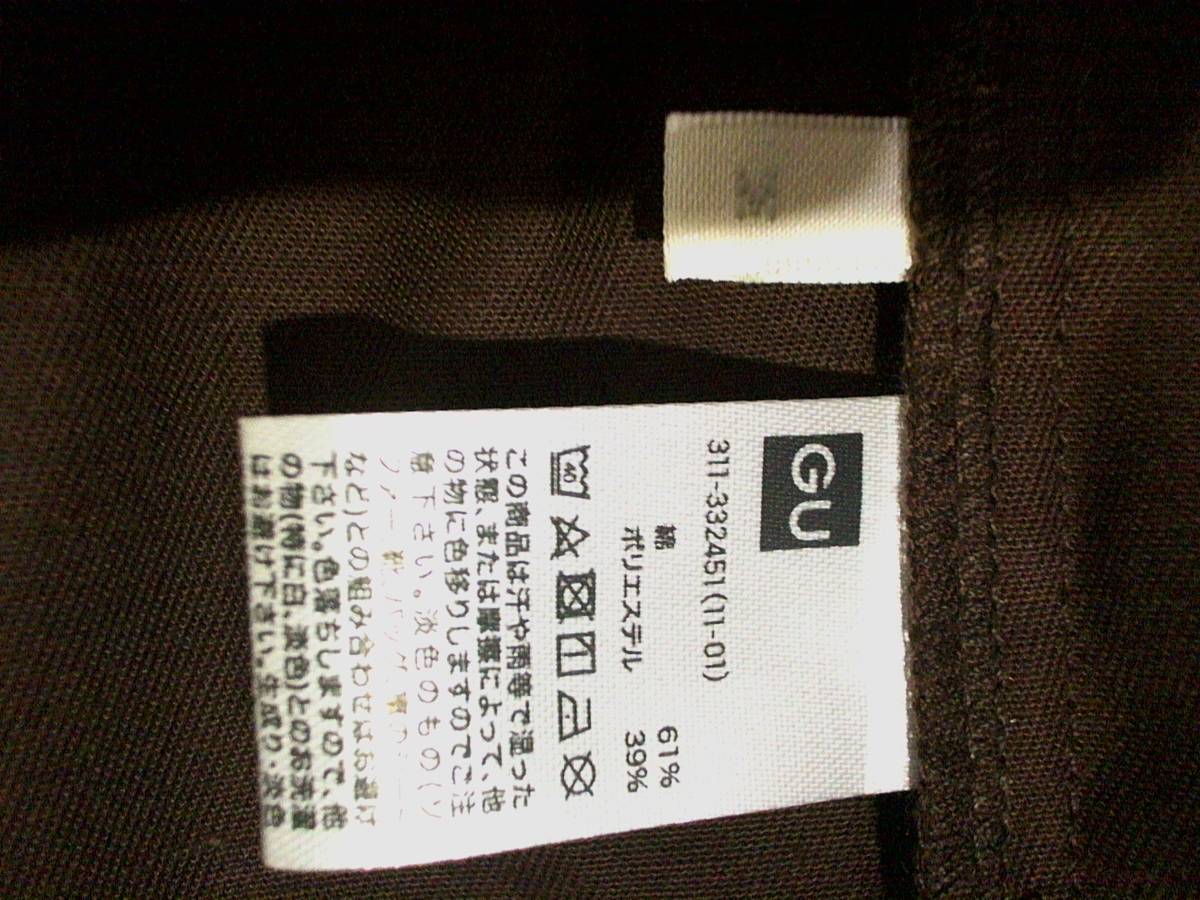 M
GU
311-332451(11-01)
綿 61%
ポリエステル 39%
40
この商品は汗や雨等で湿った
状態、または摩擦によって、他
の物に色移りしますのでご注
意下さい。淡色のもの(ソ
など)との組み合わせはお避け
下さい。色落ちしますので、他
の物(特に白、淡色)とのお洗濯
はお避け下さい。生成り・淡色